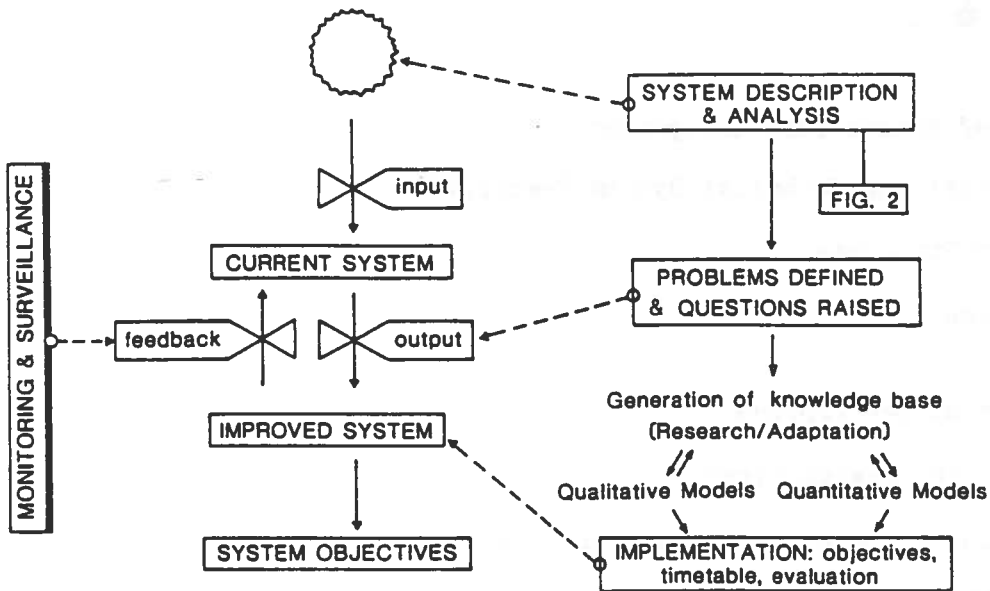 SYSTEM DESCRIPTION
& ANALYSIS
FIG. 2
input
CURRENT SYSTEM
PROBLEMS DEFINED
& QUESTIONS RAISED
MONITORING & SURVEILLANCE
feedback
output
Generation of knowledge base
(Research/Adaptation)
IMPROVED SYSTEM
Qualitative Models
Quantitative Models
SYSTEM OBJECTIVES
IMPLEMENTATION: objectives,
timetable, evaluation